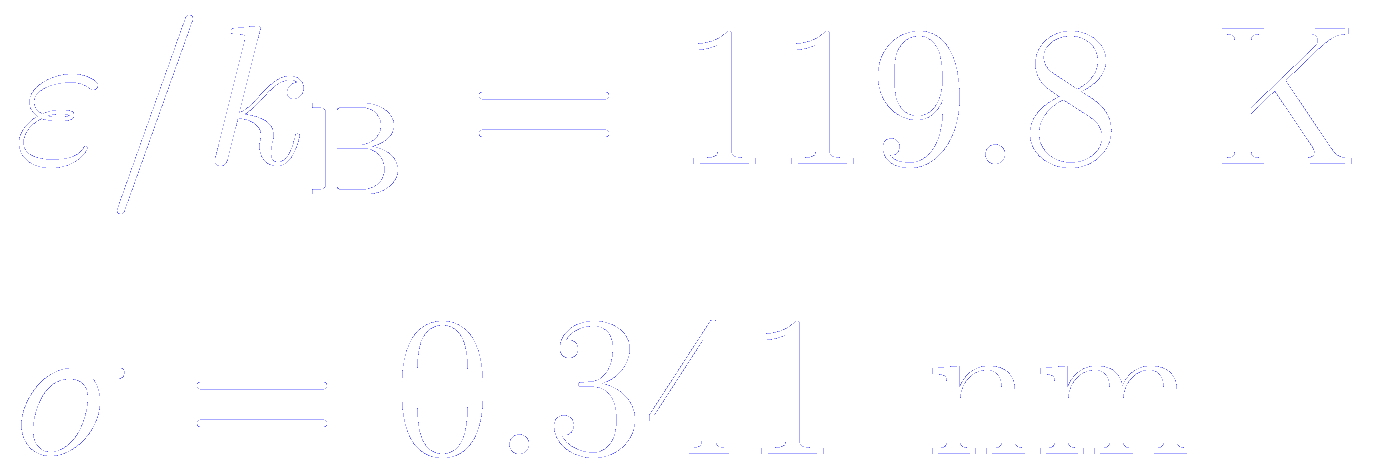 ε/k_B = 119.8 K
σ = 0.341 nm